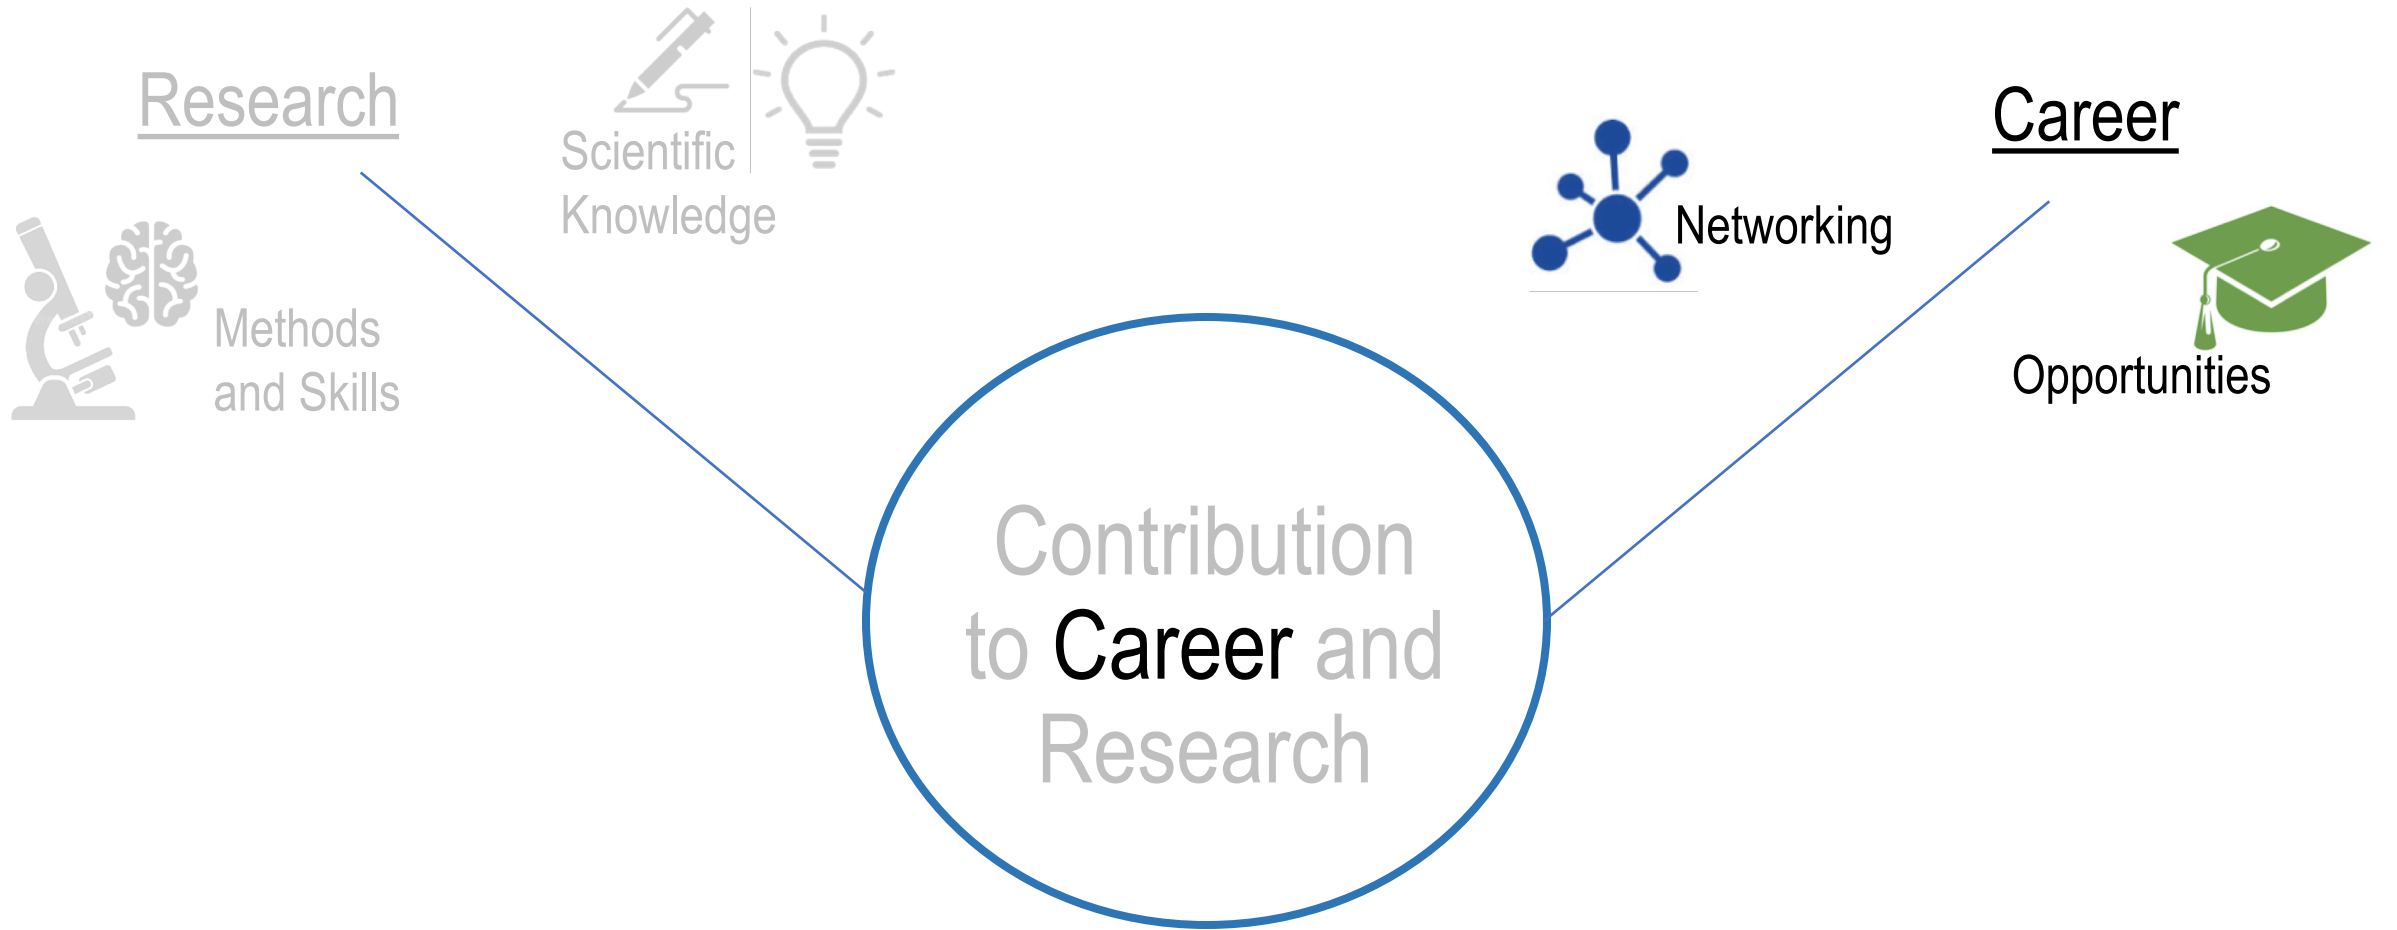 Research
Scientific
Knowledge
Methods
and Skills
Career
Networking
Opportunities
Contribution
to Career and
Research